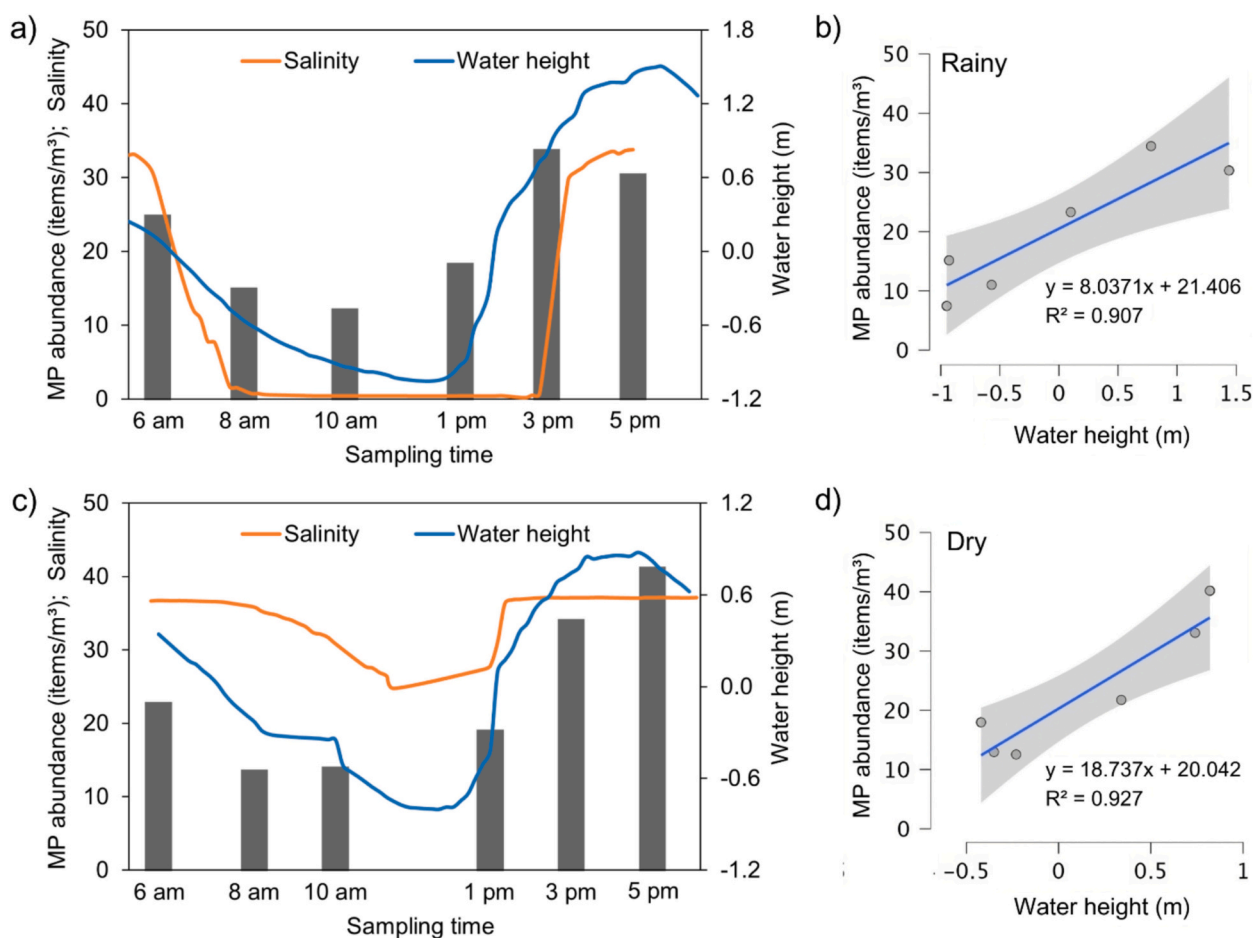 a)
MP abundance (items/m³); Salinity
50
40
30
20
10
0
Salinity
Water height
1.8
1.2
0.6
0.0
-0.6
-1.2
Water height (m)
6 am 8 am 10 am 1 pm 3 pm 5 pm
Sampling time
b)
Rainy
MP abundance (items/m³)
50
40
30
20
10
0
y = 8.0371x + 21.406
R² = 0.907
-1 −0.5 0 0.5 1 1.5
Water height (m)
c)
MP abundance (items/m³); Salinity
50
40
30
20
10
0
Salinity
Water height
1.2
0.6
0.0
-0.6
-1.2
Water height (m)
6 am 8 am 10 am 1 pm 3 pm 5 pm
Sampling time
d)
Dry
MP abundance (items/m³)
50
40
30
20
10
0
y = 18.737x + 20.042
R² = 0.927
−0.5 0 0.5 1
Water height (m)